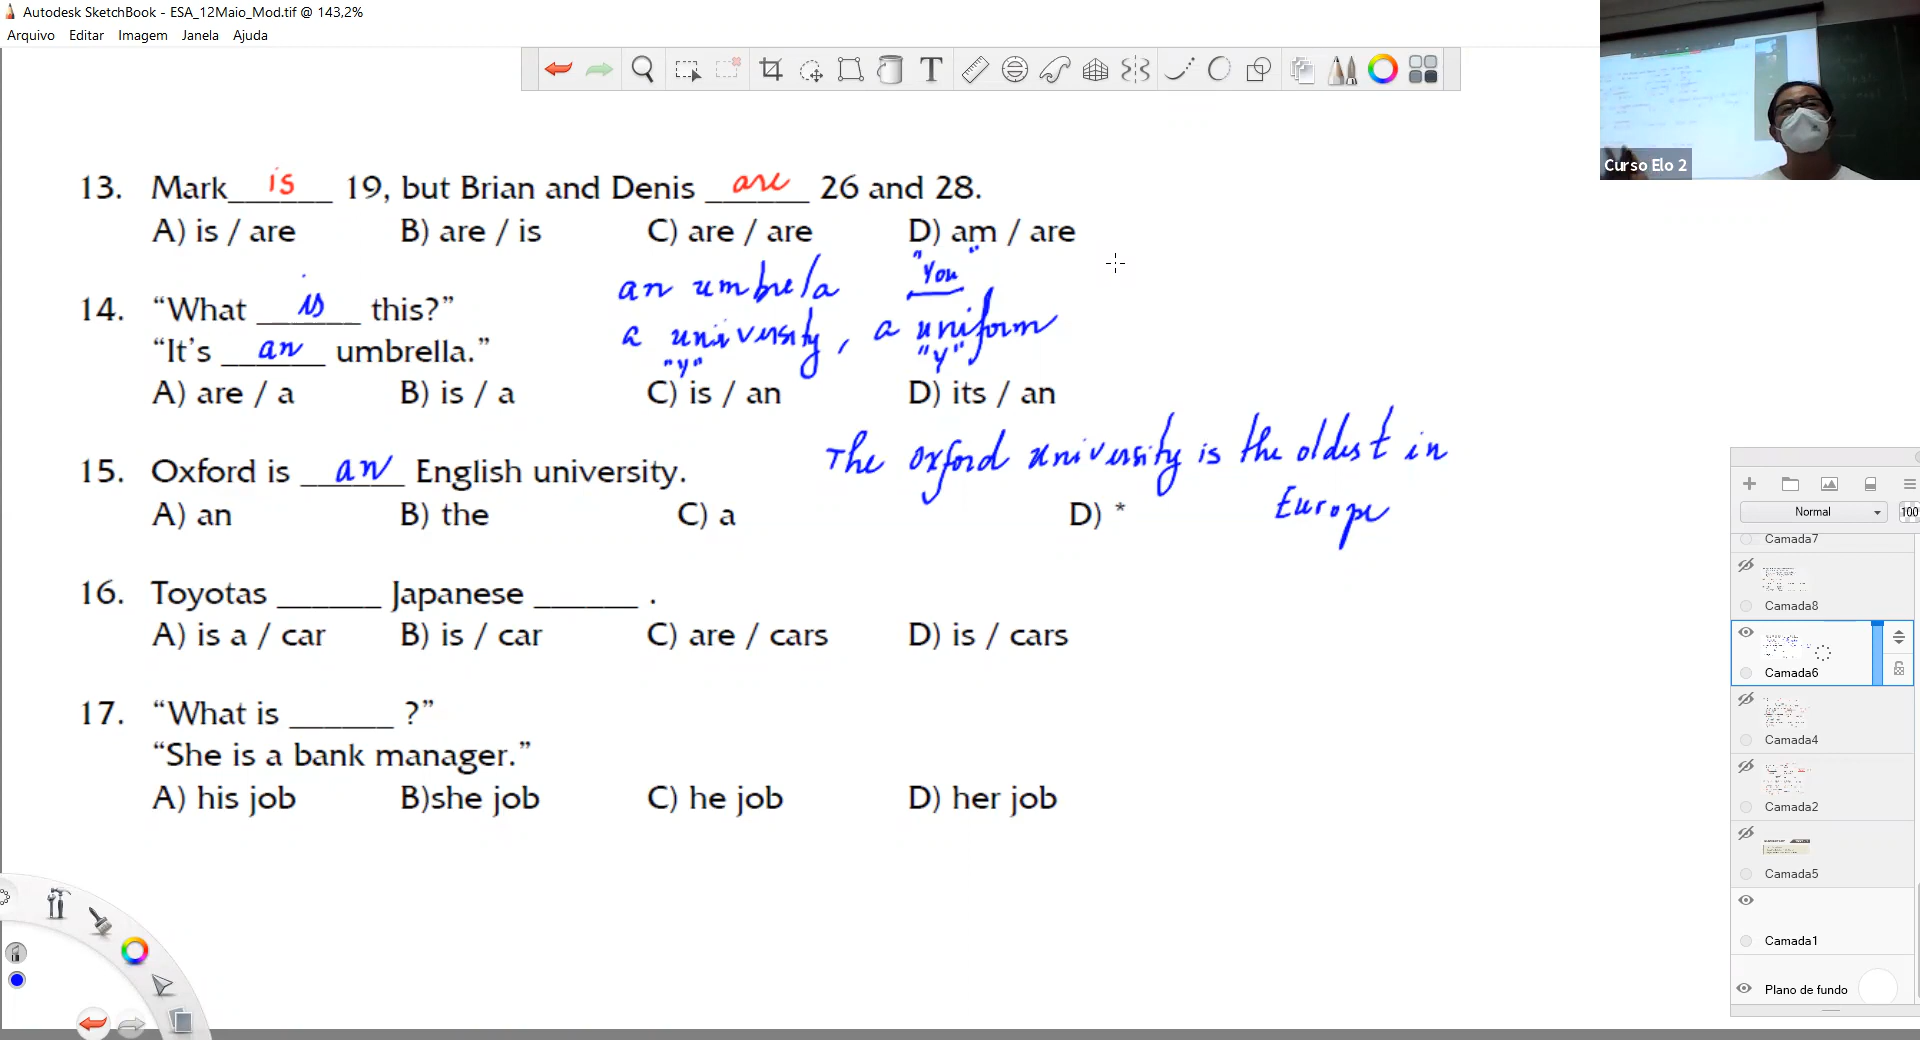 Autodesk SketchBook - ESA_12Maio_Mod.tif @ 143,2%
Arquivo Editar Imagem Janela Ajuda
Curso Elo 2
13. Mark is 19, but Brian and Denis are 26 and 28.
A) is / are B) are / is C) are / are D) am / are
an umbrela "You"
14. “What is this?”
a university, a uniform
“It’s an umbrella.”
"y" "y"
A) are / a B) is / a C) is / an D) its / an
The oxford university is the oldest in
Europe
15. Oxford is an English university.
A) an B) the C) a D) *
16. Toyotas ______ Japanese ______ .
A) is a / car B) is / car C) are / cars D) is / cars
17. “What is ______ ?”
“She is a bank manager.”
A) his job B)she job C) he job D) her job
Normal 100
Camada7
Camada8
Camada6
Camada4
Camada2
Camada5
Camada1
Plano de fundo